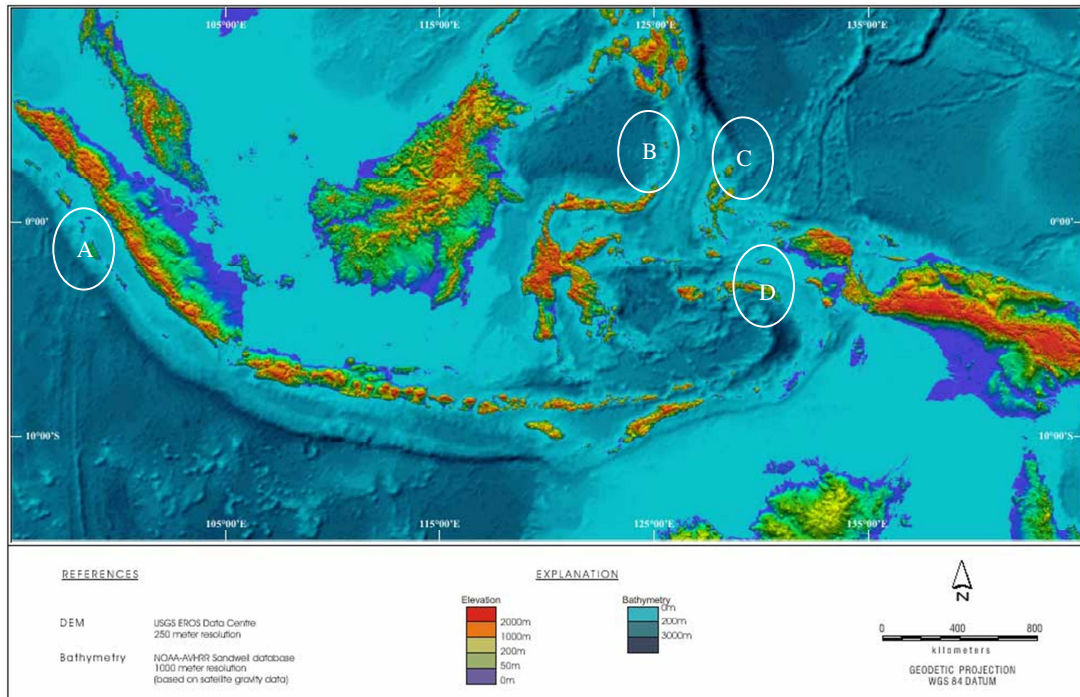 105°00'E 115°00'E 125°00'E 135°00'E
B
C
0°00' 0°00'
A
D
10°00'S 10°00'S
105°00'E 115°00'E 125°00'E 135°00'E
REFERENCES
DEM USGS EROS Data Centre
250 meter resolution
Bathymetry NOAA-AVHRR Sandwell database
1000 meter resolution
(based on satelite gravity data)
EXPLANATION
Elevation
2000m
1000m
200m
50m
0m
Bathymetry
0m
200m
3000m
N
0 400 800
kilometers
GEODETIC PROJECTION
WGS 84 DATUM